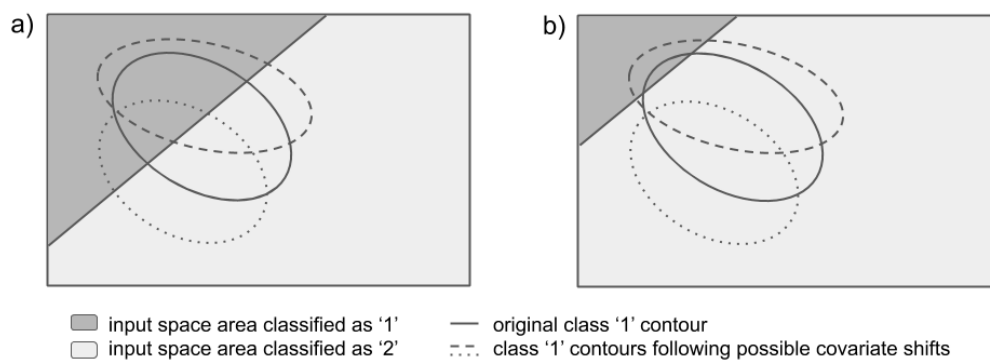 a)
b)
input space area classified as ‘1’
original class ‘1’ contour
input space area classified as ‘2’
class ‘1’ contours following possible covariate shifts